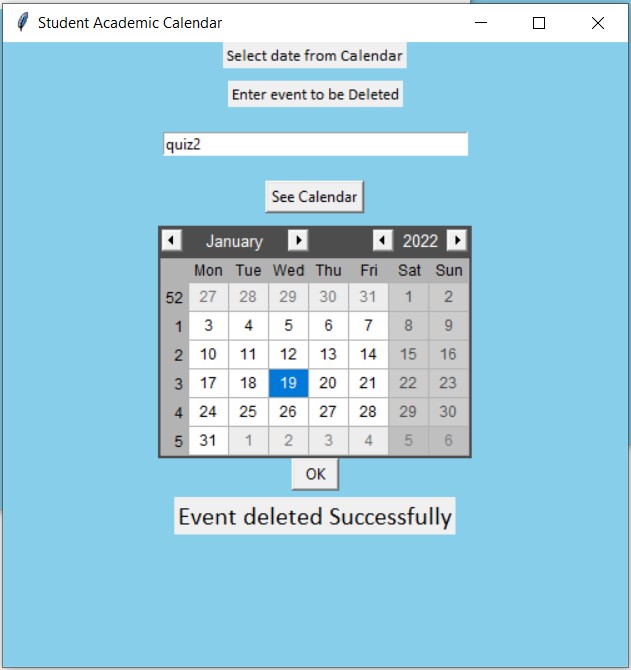 Student Academic Calendar
Select date from Calendar
Enter event to be Deleted
quiz2
See Calendar
January 2022
Mon Tue Wed Thu Fri Sat Sun
52 27 28 29 30 31 1 2
1 3 4 5 6 7 8 9
2 10 11 12 13 14 15 16
3 17 18 19 20 21 22 23
4 24 25 26 27 28 29 30
5 31 1 2 3 4 5 6
OK
Event deleted Successfully